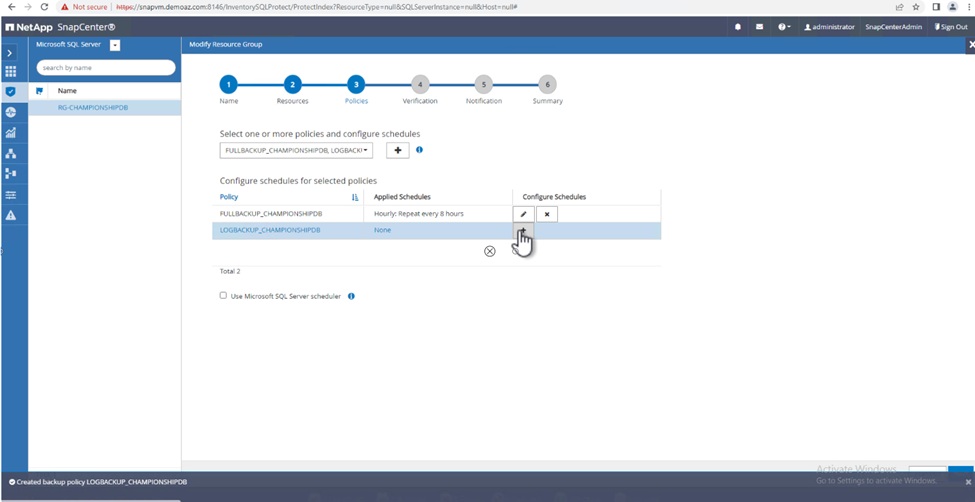 Not secure https://snapvm.demoaz.com:8146/InventorySQLProtect/ProtectIndex?ResourceType=null&SQLServerInstance=null&Host=null#
NetApp SnapCenter® administrator SnapCenterAdmin Sign Out
Microsoft SQL Server
Modify Resource Group
search by name
Name
RG-CHAMPIONSHIPDB
1 2 3 4 5 6
Name Resources Policies Verification Notification Summary
Select one or more policies and configure schedules
FULLBACKUP_CHAMPIONSHIPDB, LOGBACK
Configure schedules for selected policies
Policy Applied Schedules Configure Schedules
FULLBACKUP_CHAMPIONSHIPDB Hourly: Repeat every 8 hours
LOGBACKUP_CHAMPIONSHIPDB None
Total 2
Use Microsoft SQL Server scheduler
Activate Windows
Go to Settings to activate Windows.
Created backup policy LOGBACKUP_CHAMPIONSHIPDB